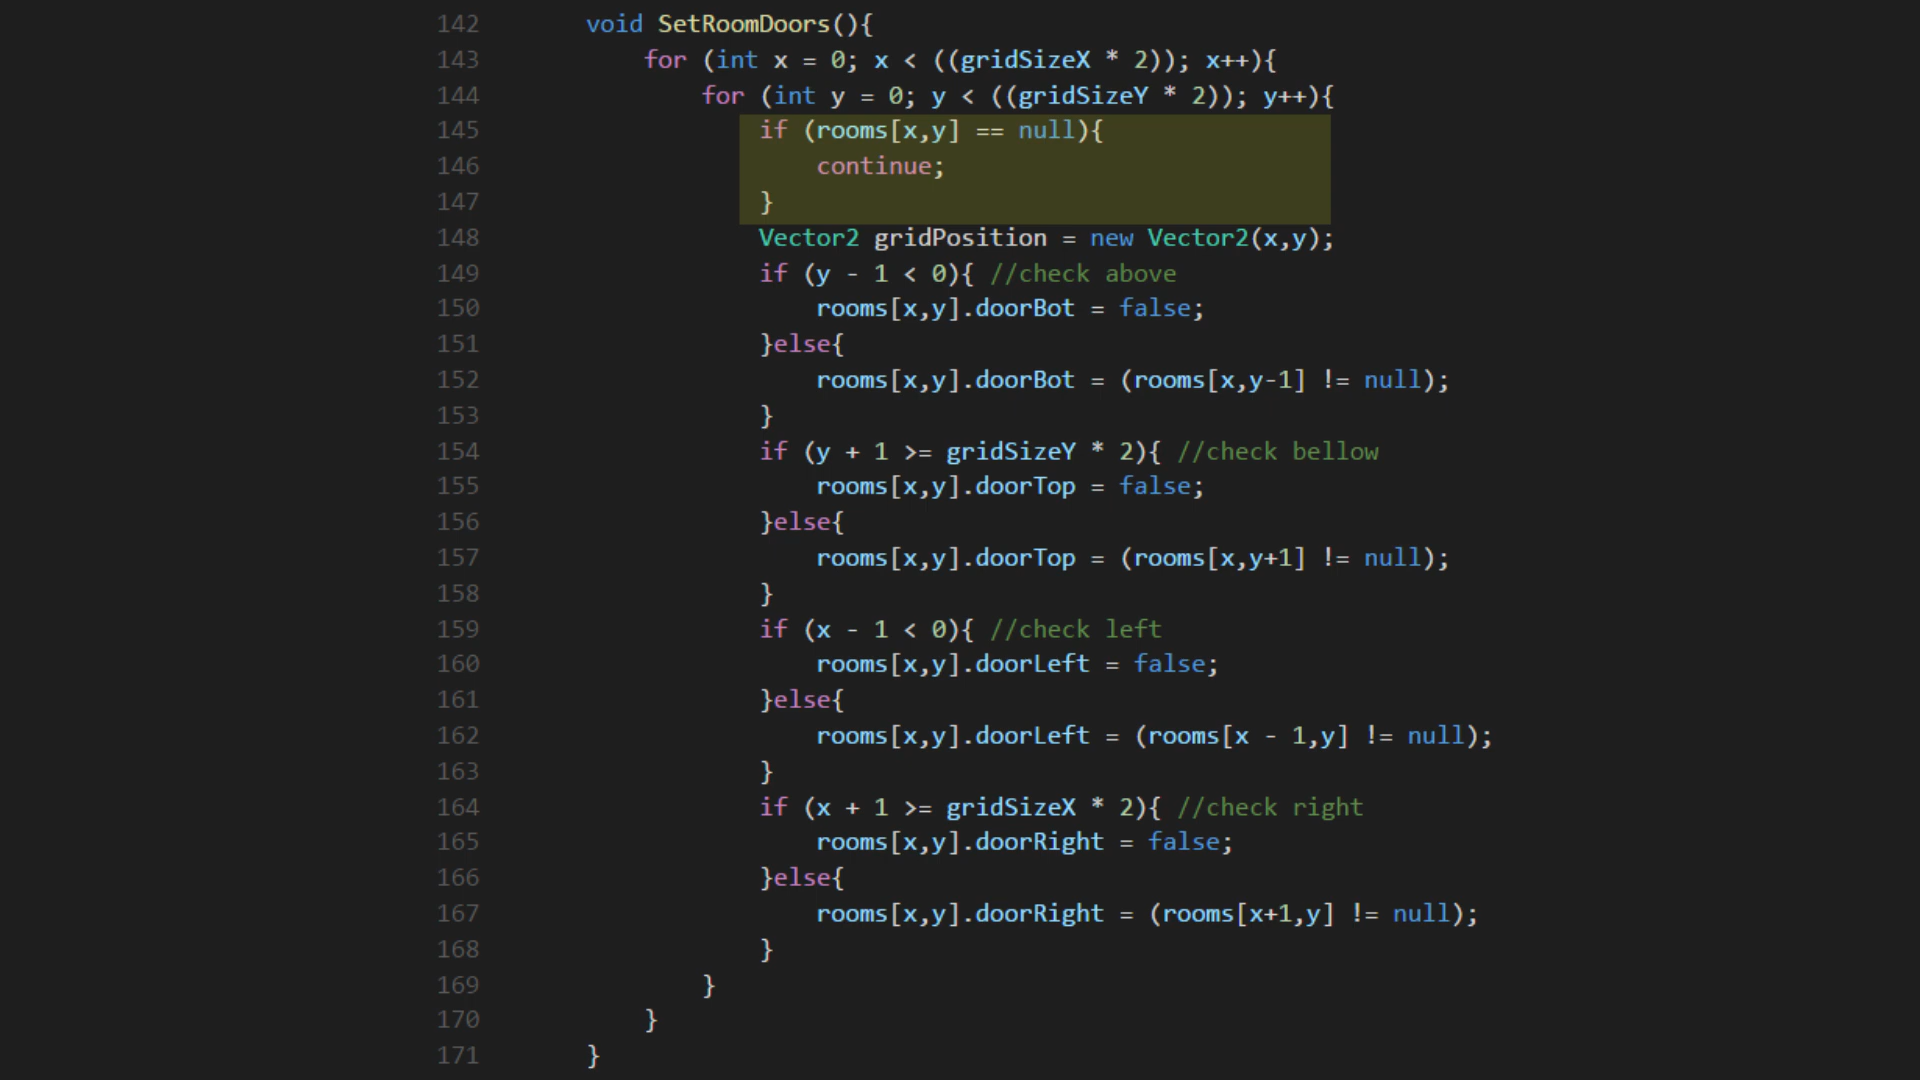 142 void SetRoomDoors(){
143 for (int x = 0; x < ((gridSizeX * 2)); x++){
144 for (int y = 0; y < ((gridSizeY * 2)); y++){
145 if (rooms[x,y] == null){
146 continue;
147 }
148 Vector2 gridPosition = new Vector2(x,y);
149 if (y - 1 < 0){ //check above
150 rooms[x,y].doorBot = false;
151 }else{
152 rooms[x,y].doorBot = (rooms[x,y-1] != null);
153 }
154 if (y + 1 >= gridSizeY * 2){ //check bellow
155 rooms[x,y].doorTop = false;
156 }else{
157 rooms[x,y].doorTop = (rooms[x,y+1] != null);
158 }
159 if (x - 1 < 0){ //check left
160 rooms[x,y].doorLeft = false;
161 }else{
162 rooms[x,y].doorLeft = (rooms[x - 1,y] != null);
163 }
164 if (x + 1 >= gridSizeX * 2){ //check right
165 rooms[x,y].doorRight = false;
166 }else{
167 rooms[x,y].doorRight = (rooms[x+1,y] != null);
168 }
169 }
170 }
171 }